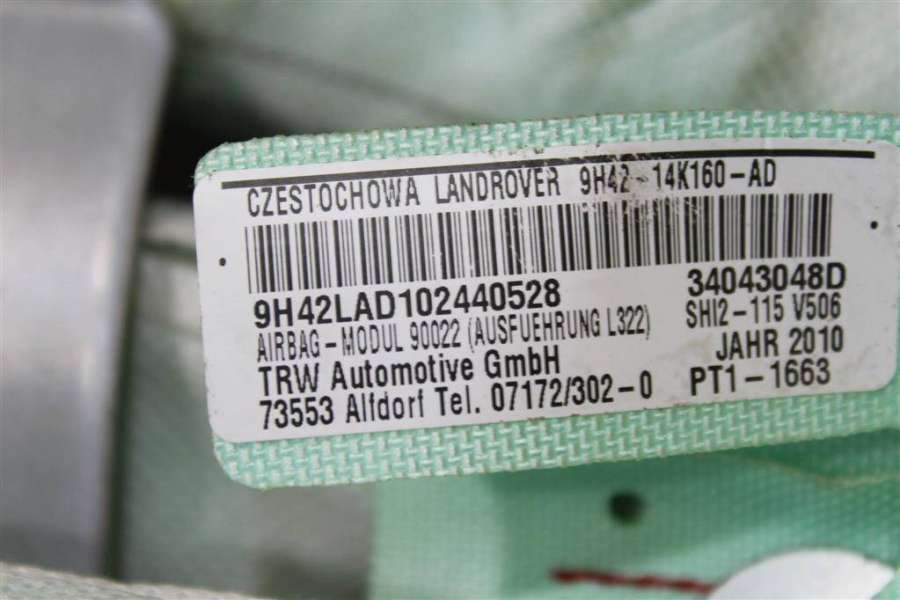 CZESTOCHOWA LANDROVER 9H42-14K160-AD
9H42LAD102440528 34043048D
AIRBAG-MODUL 90022 (AUSFUEHRUNG L322) SHI2-115 V506
TRW Automotive GmbH JAHR 2010
73553 Alfdorf Tel. 07172/302-0 PT1-1663